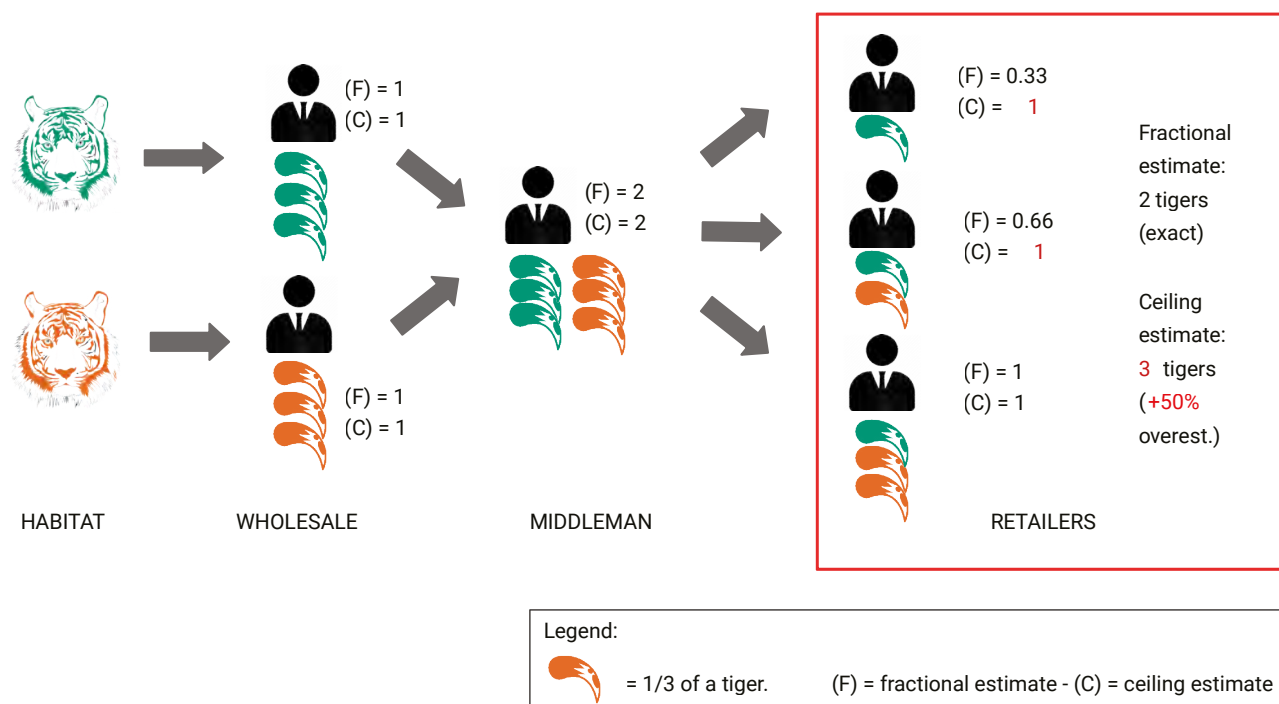 (F) = 1
(C) = 1
(F) = 1
(C) = 1
(F) = 2
(C) = 2
(F) = 0.33
(C) = 1
(F) = 0.66
(C) = 1
(F) = 1
(C) = 1
Fractional
estimate:
2 tigers
(exact)
Ceiling
estimate:
3 tigers
(+50%
overest.)
HABITAT
WHOLESALE
MIDDLEMAN
RETAILERS
Legend:
= 1/3 of a tiger.
(F) = fractional estimate - (C) = ceiling estimate